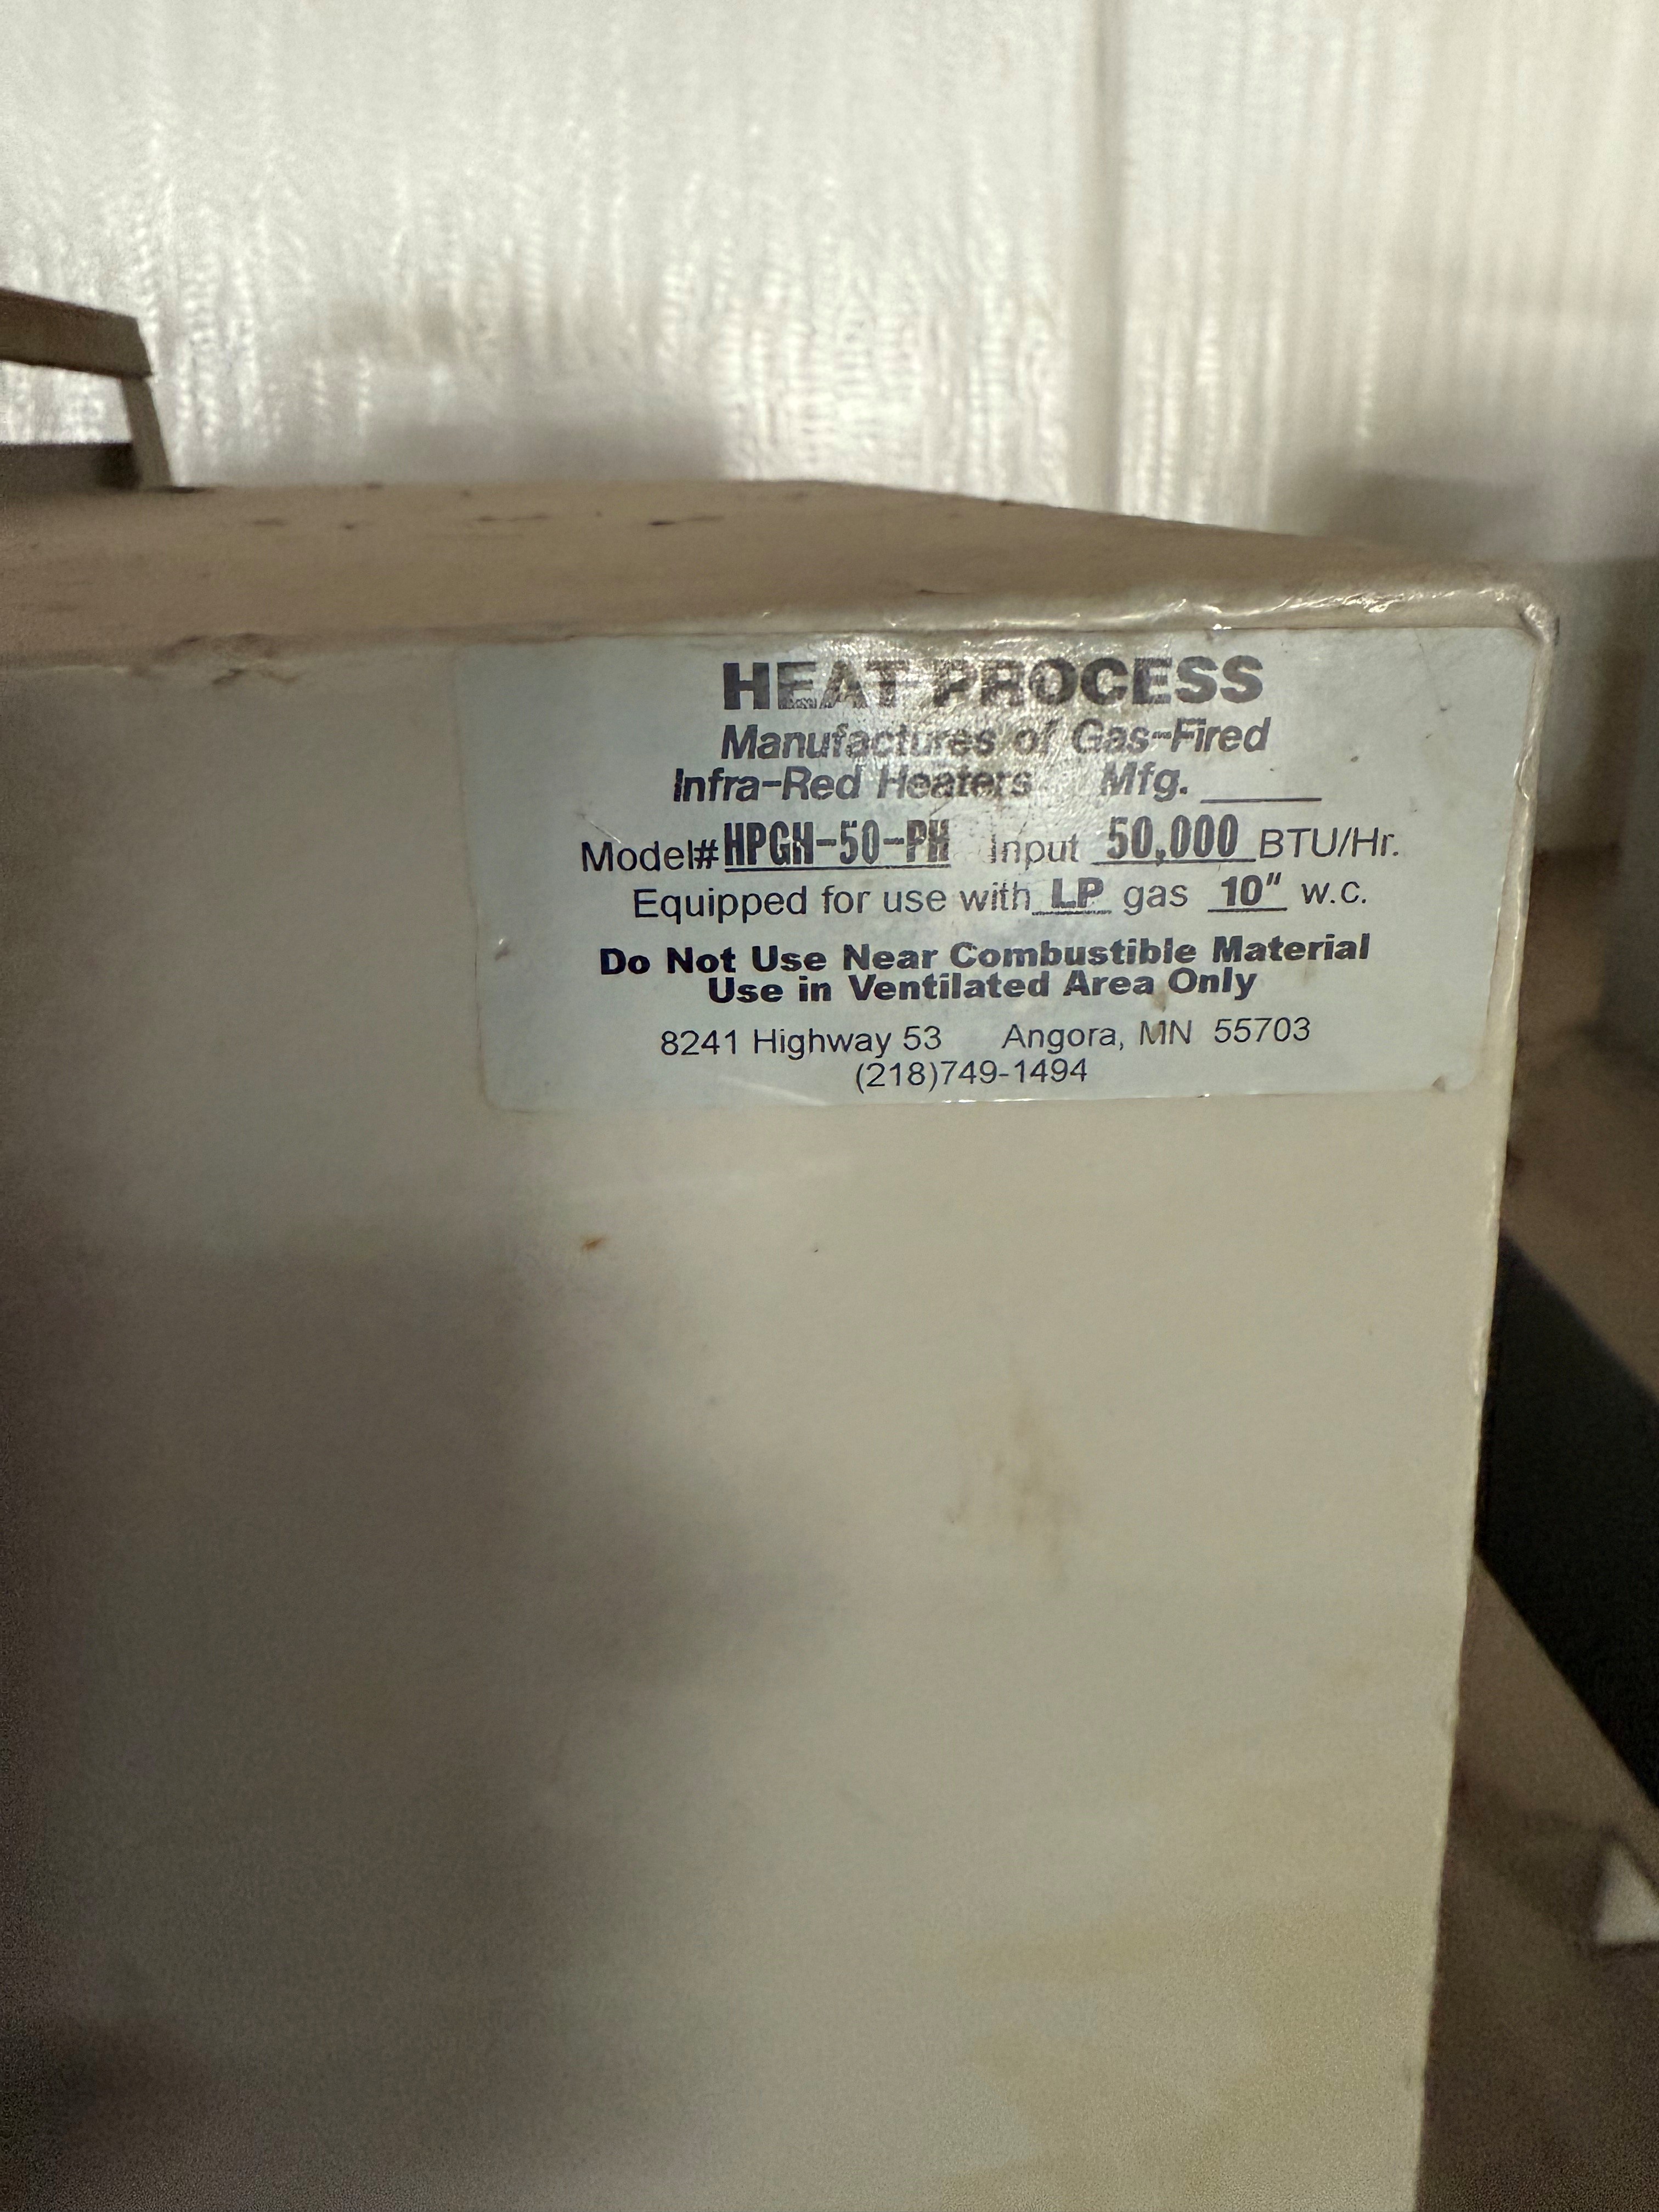 HEAT PROCESS
Manufactures of Gas-Fired
Infra-Red Heaters Mfg. _____
Model# HPGH-50-PH Input 50,000 BTU/Hr.
Equipped for use with LP gas 10" w.c.
Do Not Use Near Combustible Material
Use in Ventilated Area Only
8241 Highway 53 Angora, MN 55703
(218)749-1494